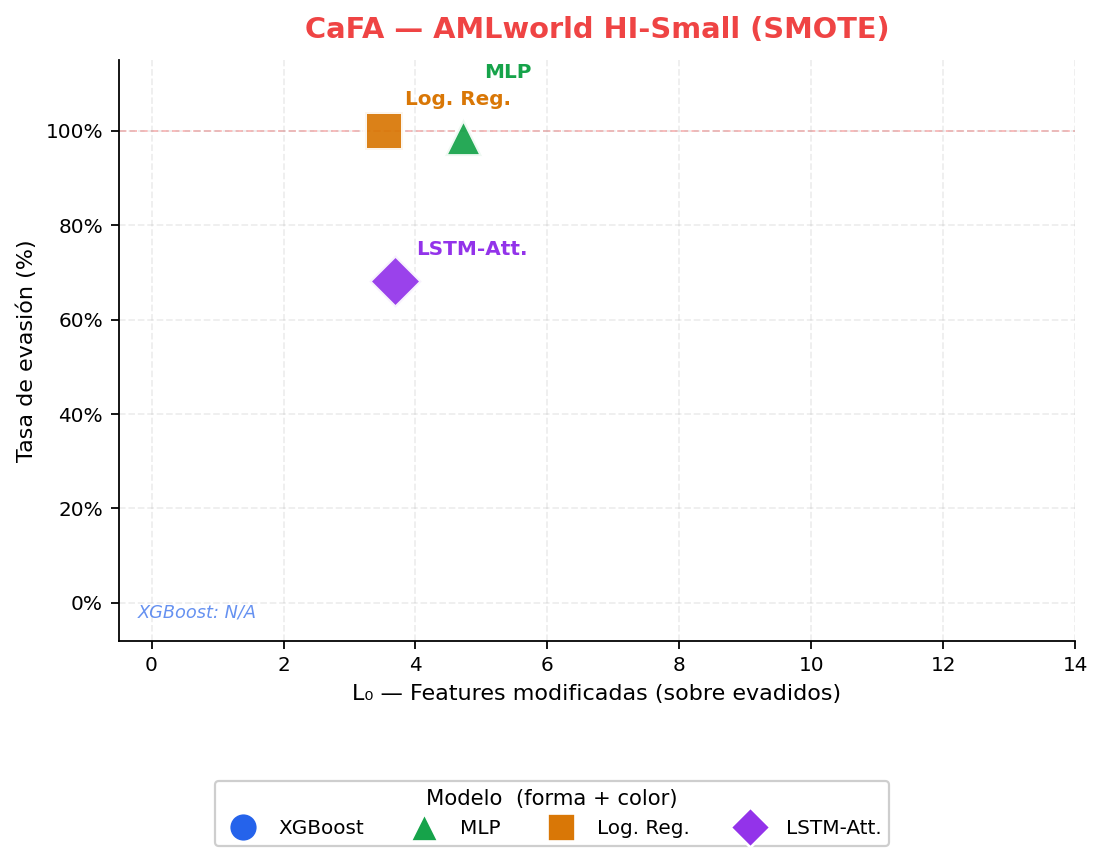 CaFA — AMLworld HI-Small (SMOTE)
MLP
Log. Reg.
100%
80%
LSTM-Att.
60%
40%
20%
0%
XGBoost: N/A
Tasa de evasión (%)
0 2 4 6 8 10 12 14
L₀ — Features modificadas (sobre evadidos)
Modelo (forma + color)
XGBoost MLP Log. Reg. LSTM-Att.